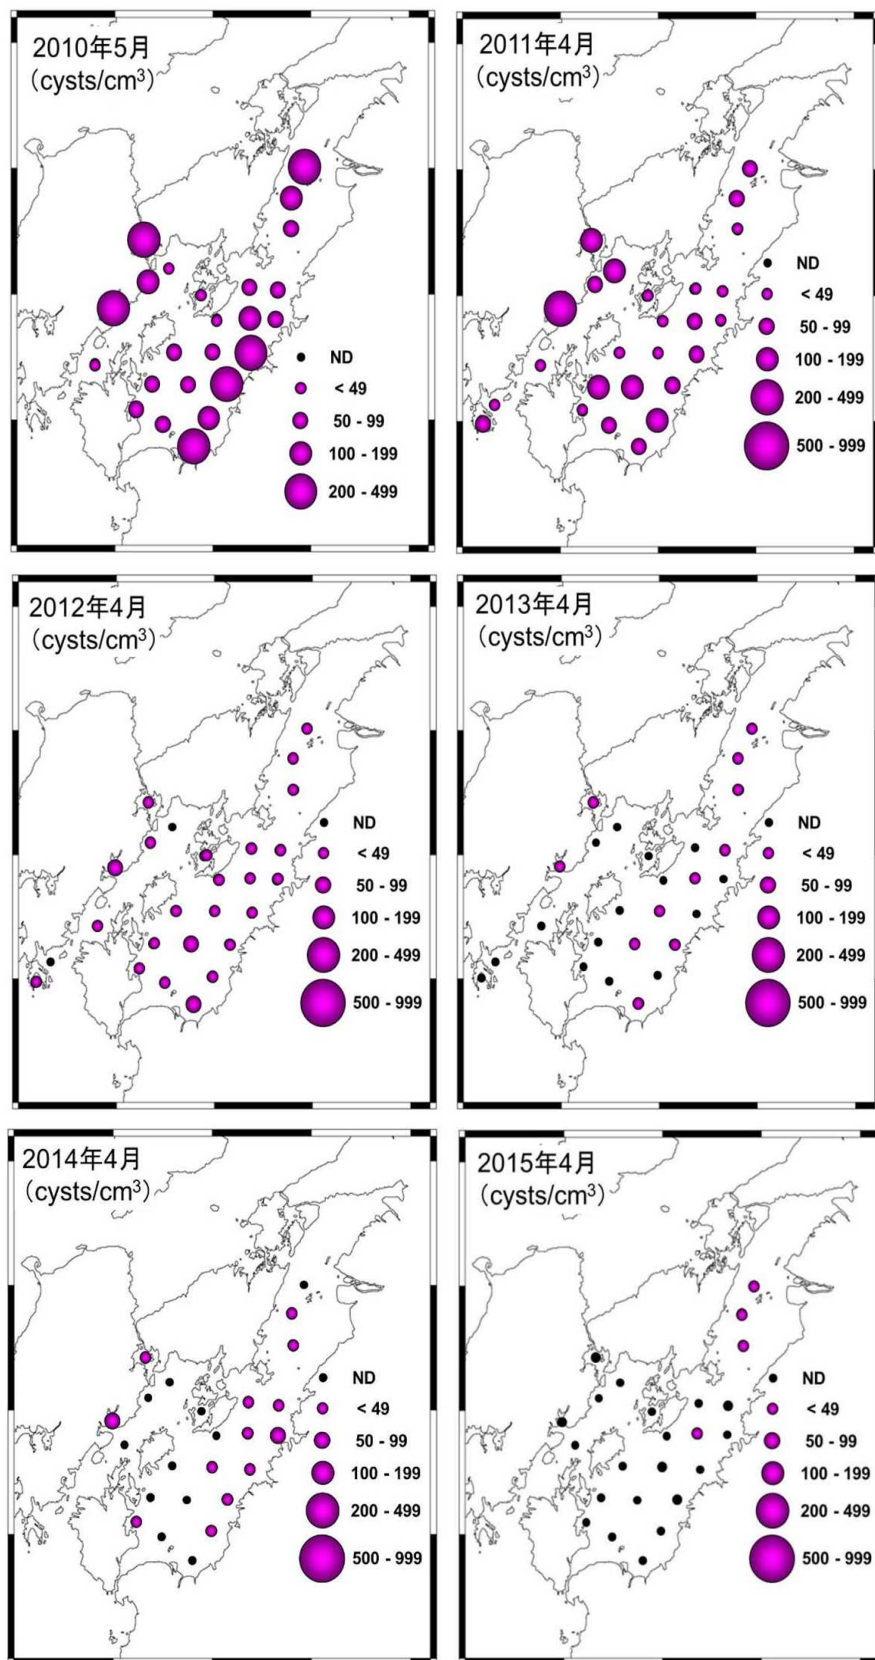 2010年5月
（cysts/cm³）
ND
< 49
50 - 99
100 - 199
200 - 499
2011年4月
（cysts/cm³）
ND
< 49
50 - 99
100 - 199
200 - 499
500 - 999
2012年4月
（cysts/cm³）
ND
< 49
50 - 99
100 - 199
200 - 499
500 - 999
2013年4月
（cysts/cm³）
ND
< 49
50 - 99
100 - 199
200 - 499
500 - 999
2014年4月
（cysts/cm³）
ND
< 49
50 - 99
100 - 199
200 - 499
500 - 999
2015年4月
（cysts/cm³）
ND
< 49
50 - 99
100 - 199
200 - 499
500 - 999